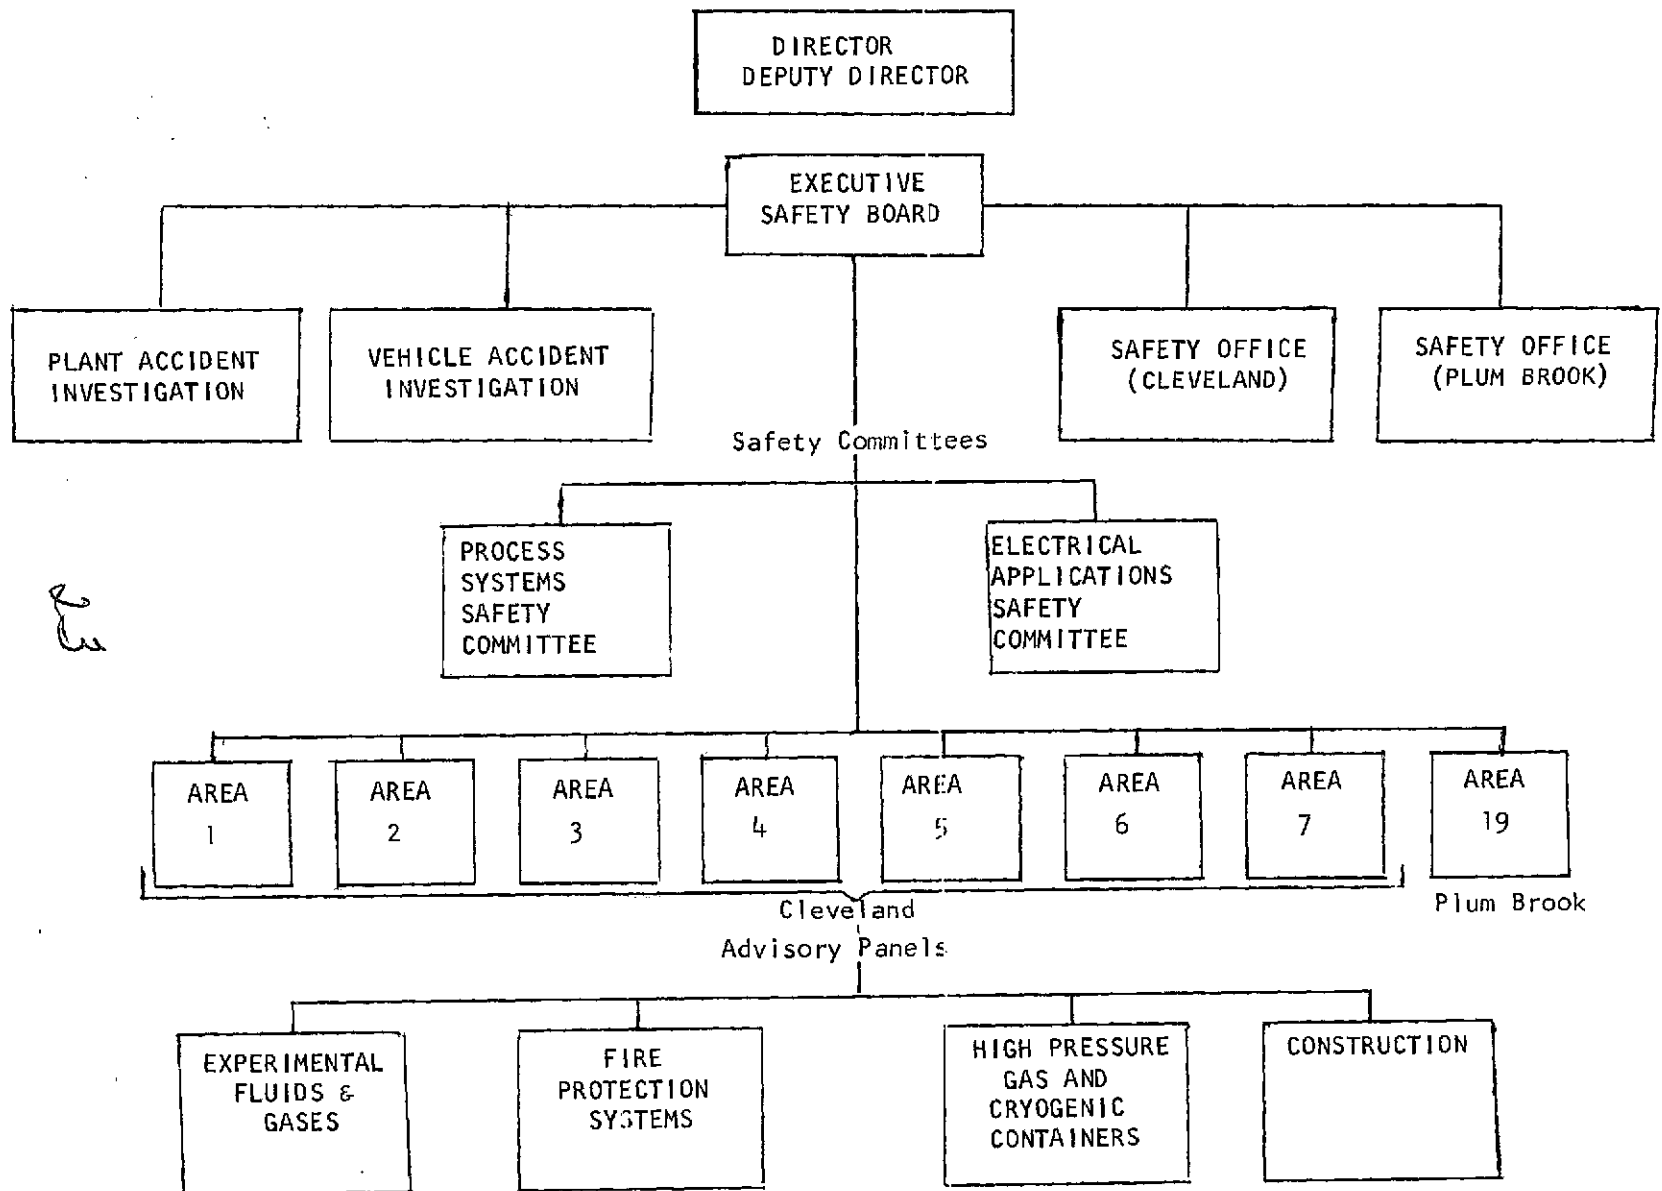 DIRECTOR
DEPUTY DIRECTOR
EXECUTIVE
SAFETY BOARD
PLANT ACCIDENT
INVESTIGATION
VEHICLE ACCIDENT
INVESTIGATION
SAFETY OFFICE
(CLEVELAND)
SAFETY OFFICE
(PLUM BROOK)
Safety Committees
PROCESS
SYSTEMS
SAFETY
COMMITTEE
ELECTRICAL
APPLICATIONS
SAFETY
COMMITTEE
AREA
1
AREA
2
AREA
3
AREA
4
AREA
5
AREA
6
AREA
7
AREA
19
Cleveland
Plum Brook
Advisory Panels
EXPERIMENTAL
FLUIDS &
GASES
FIRE
PROTECTION
SYSTEMS
HIGH PRESSURE
GAS AND
CRYOGENIC
CONTAINERS
CONSTRUCTION